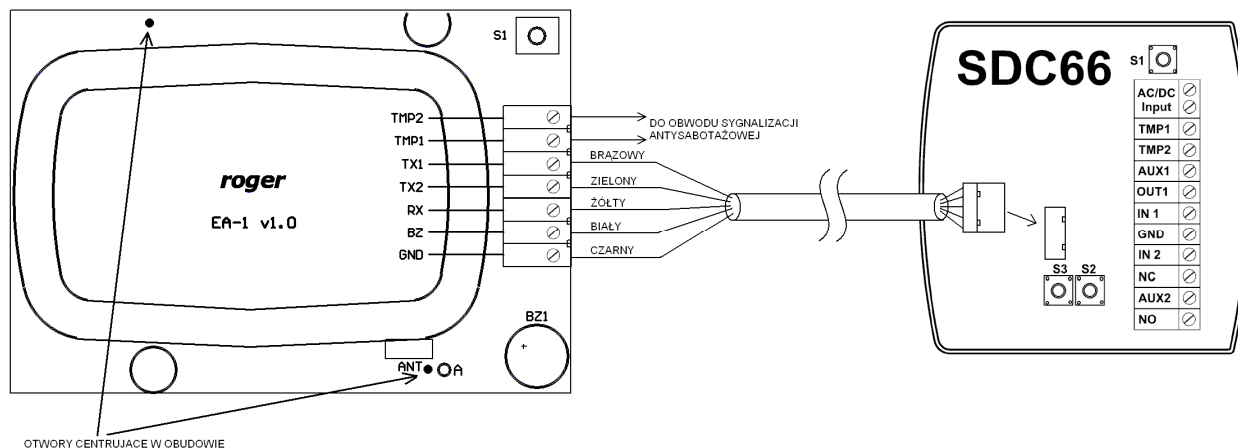 S1
TMP2
TMP1
TX1
TX2
RX
BZ
GND
roger
EA-1 v1.0
BZ1
+
ANT
A
DO OBWODU SYGNALIZACJI
ANTYSABOTAŻOWEJ
BRĄZOWY
ZIELONY
ŻÓŁTY
BIAŁY
CZARNY
SDC66
S1
AC/DC
Input
TMP1
TMP2
AUX1
OUT1
IN 1
GND
IN 2
NC
AUX2
NO
S3 S2
OTWORY CENTRUJACE W OBUDOWIE